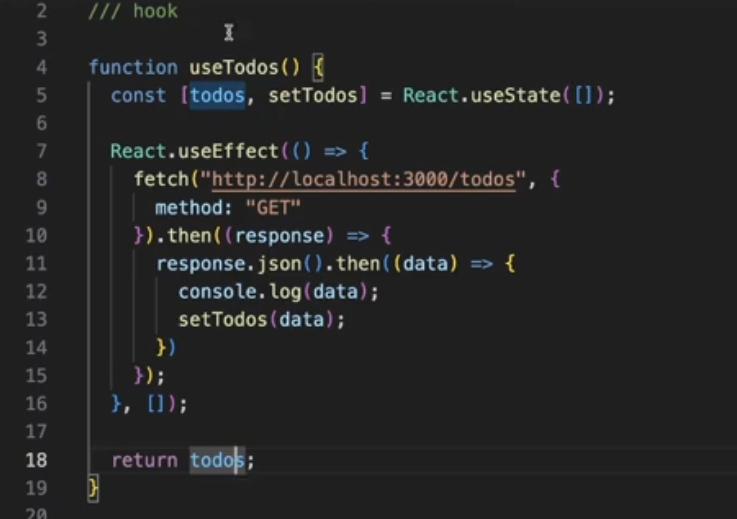 2 /// hook
3
4 function useTodos() {
5 const [todos, setTodos] = React.useState([]);
6
7 React.useEffect(() => {
8 fetch("http://localhost:3000/todos", {
9 method: "GET"
10 }).then((response) => {
11 response.json().then((data) => {
12 console.log(data);
13 setTodos(data);
14 })
15 });
16 }, []);
17
18 return todos;
19 }
20